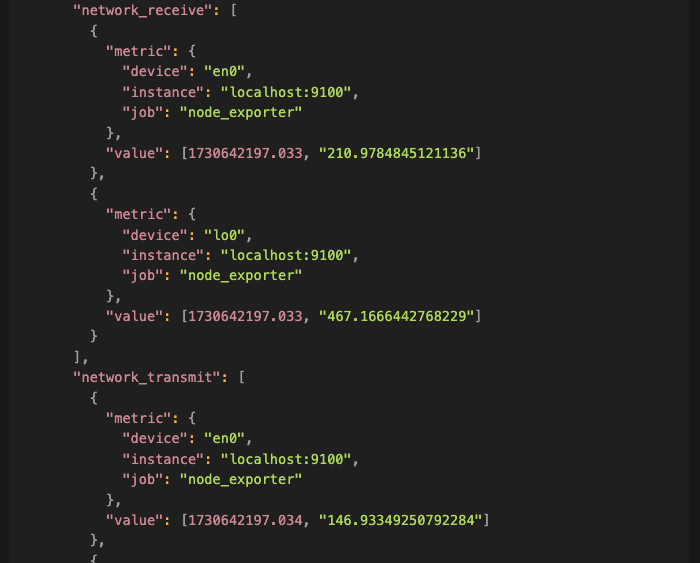 "network_receive": [
{
"metric": {
"device": "en0",
"instance": "localhost:9100",
"job": "node_exporter"
},
"value": [1730642197.033, "210.9784845121136"]
},
{
"metric": {
"device": "lo0",
"instance": "localhost:9100",
"job": "node_exporter"
},
"value": [1730642197.033, "467.1666442768229"]
}
],
"network_transmit": [
{
"metric": {
"device": "en0",
"instance": "localhost:9100",
"job": "node_exporter"
},
"value": [1730642197.034, "146.93349250792284"]
},
{